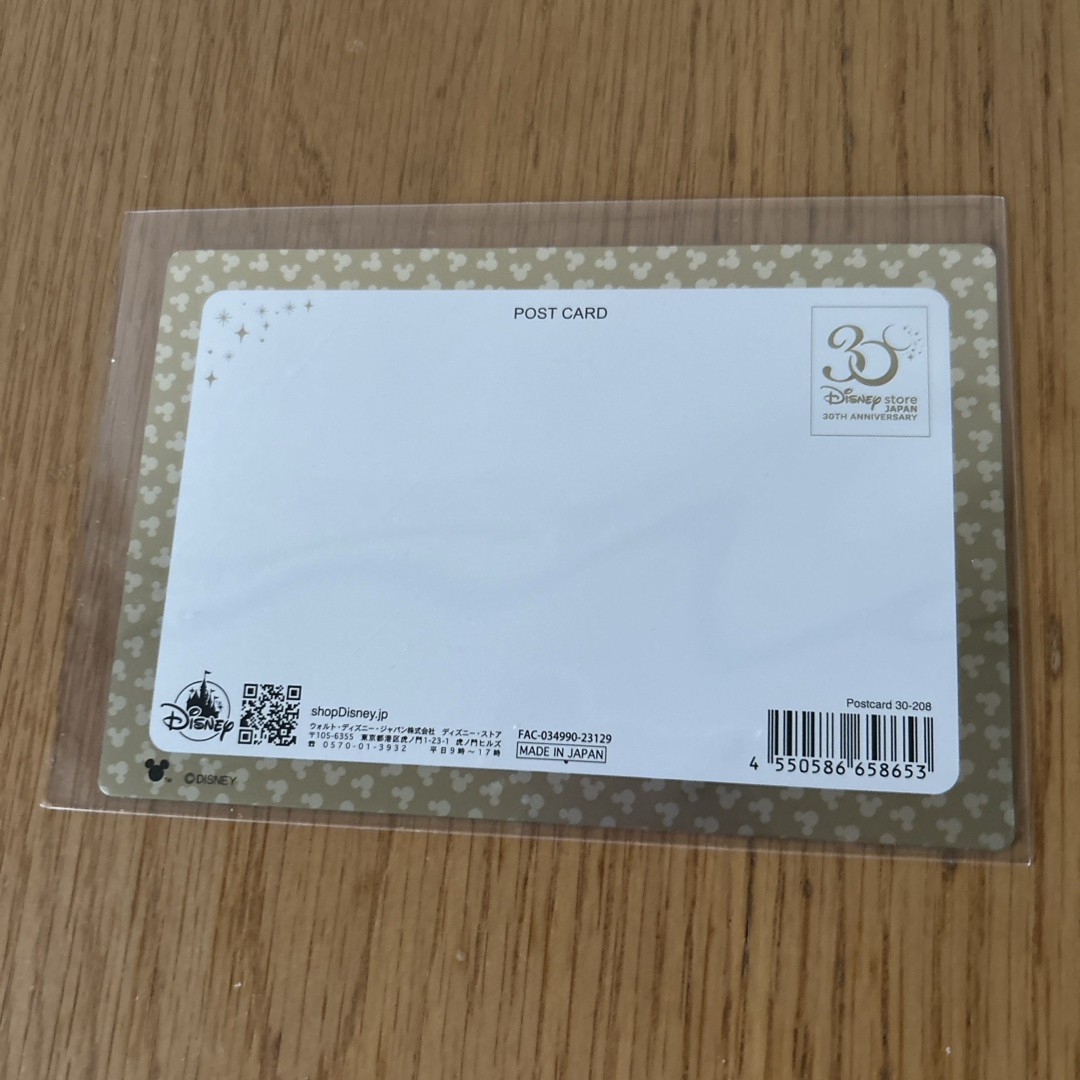 POST CARD
30
Disney store
JAPAN
30TH ANNIVERSARY
Postcard 30-208
Disney
shopDisney.jp
ウォルト・ディズニー・ジャパン株式会社 ディズニー・ストア
〒105-6355 東京都港区虎ノ門1-23-1 虎ノ門ヒルズ
☎ 0570-01-3932 平日9時~17時
FAC-034990-23129
MADE IN JAPAN
4 550586 658653
TM
©DISNEY